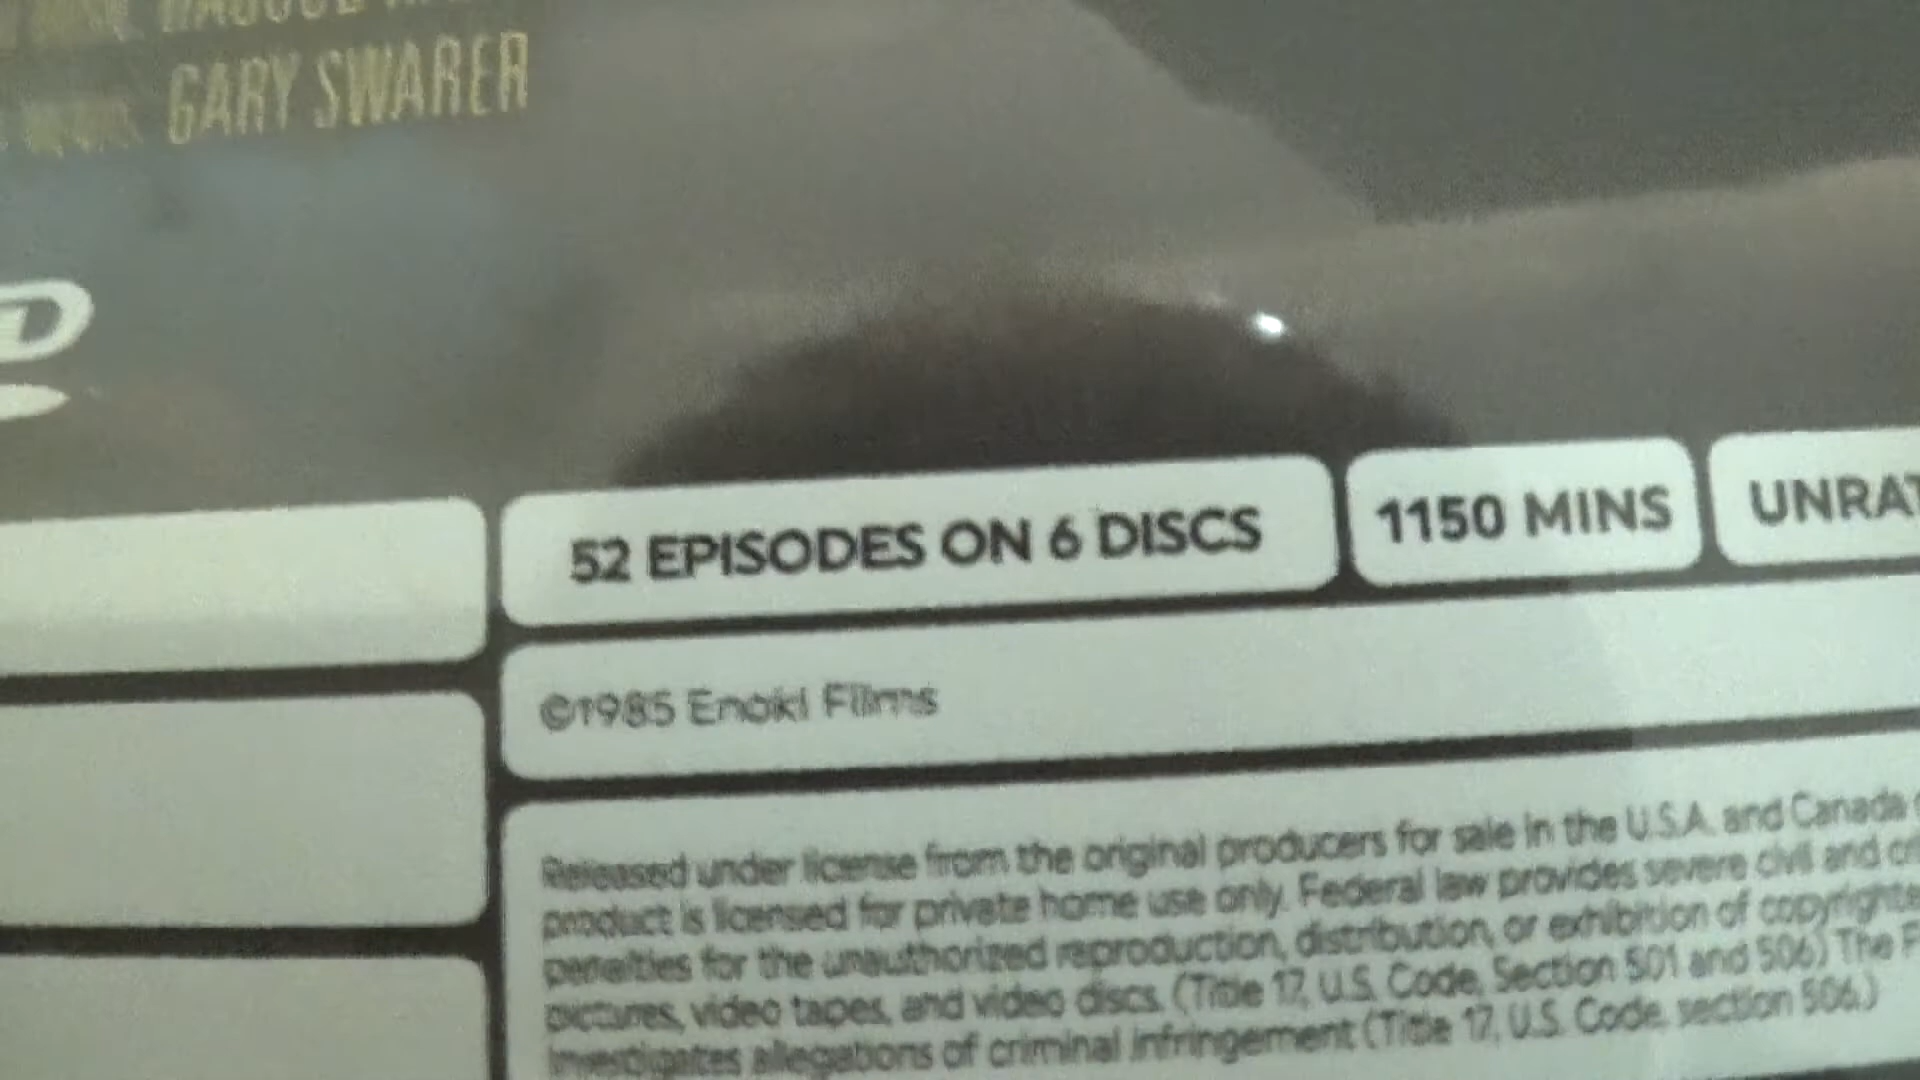 GARY SWARER
52 EPISODES ON 6 DISCS
1150 MINS
UNRAT
©1985 Enoki Films
Released under license from the original producers for sale in the U.S.A. and Canada
product is licensed for private home use only. Federal law provides severe civil and cri
penalties for the unauthorized reproduction, distribution, or exhibition of copyrighte
pictures, video tapes, and video discs. (Title 17, U.S. Code, Section 501 and 506) The F
investigates allegations of criminal infringement (Title 17, U.S. Code, section 506.)